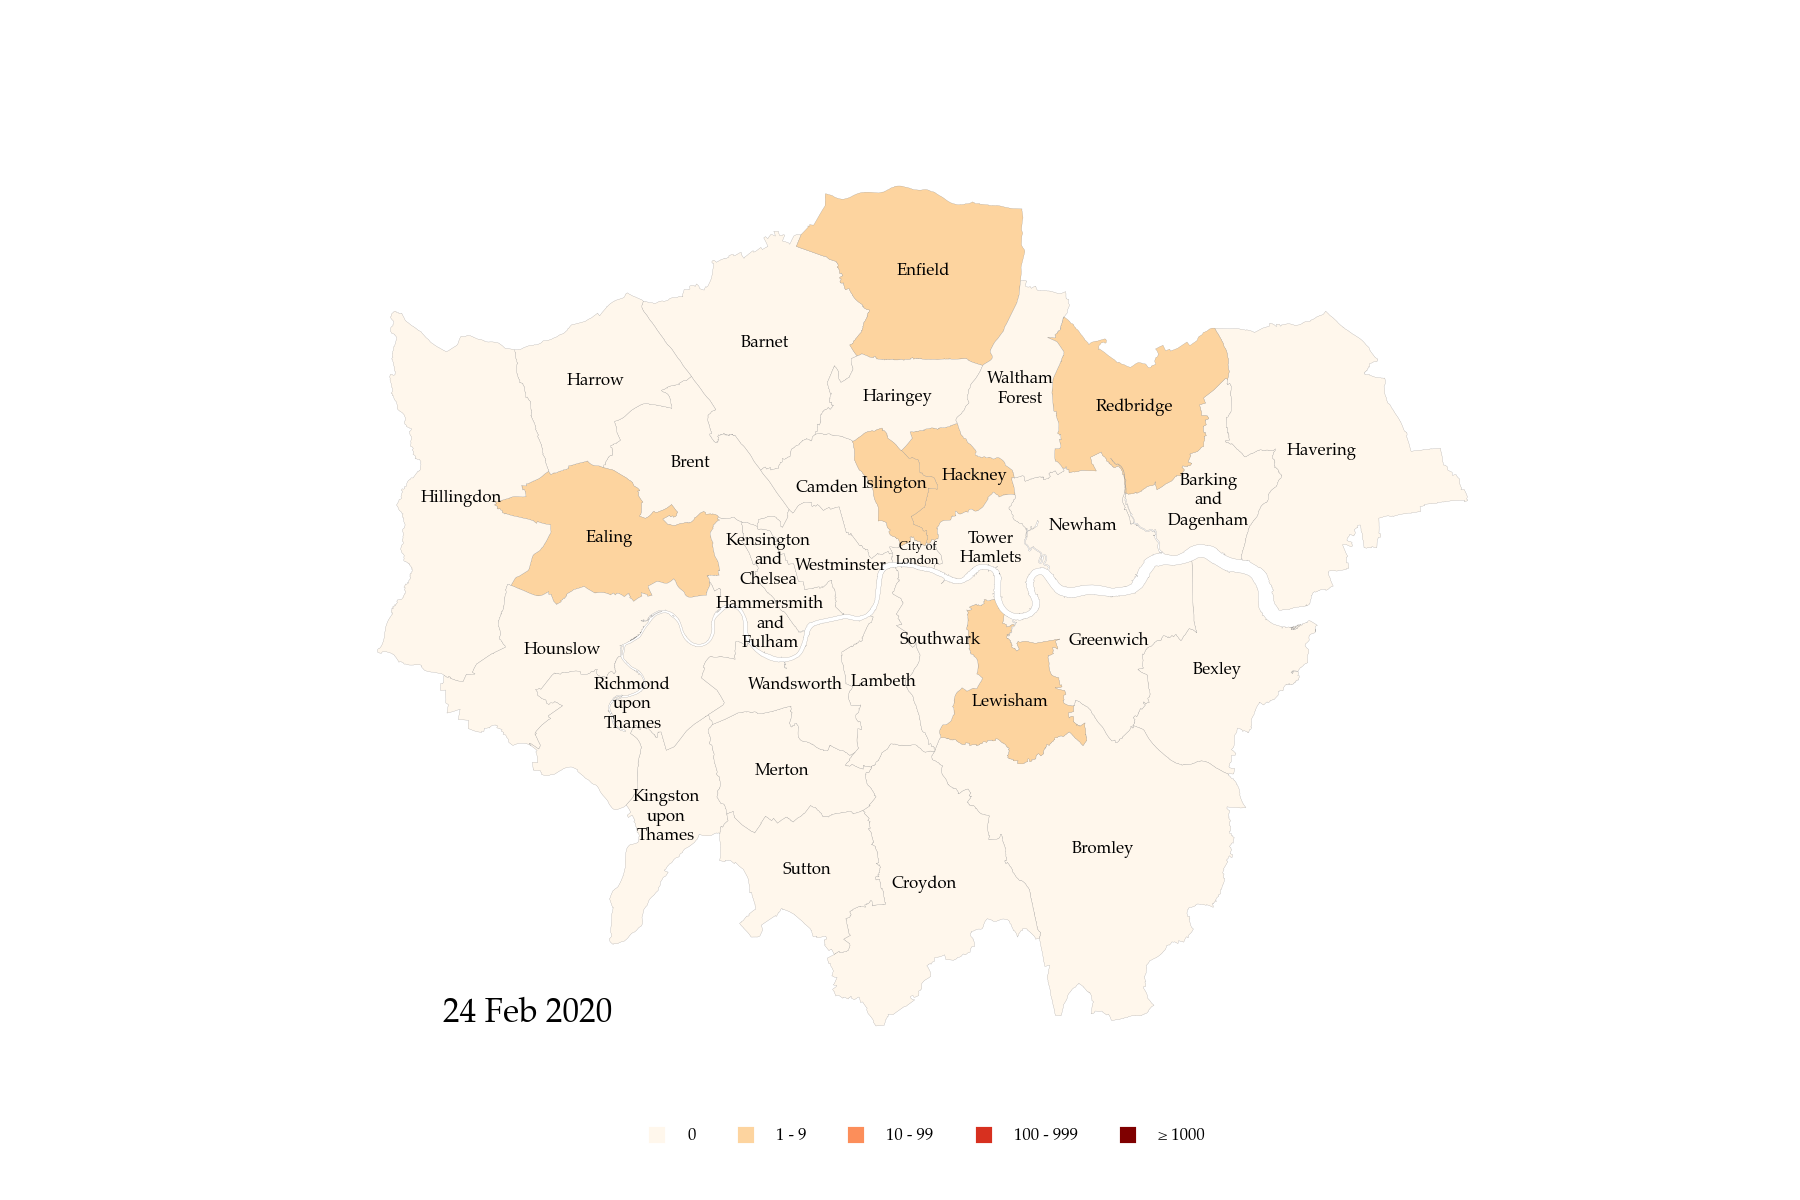 Enfield
Barnet
Harrow
Haringey
Waltham
Forest
Redbridge
Havering
Brent
Camden
Islington
Hackney
Barking
and
Dagenham
Hillingdon
Ealing
Newham
Kensington
and
Chelsea
Westminster
City of
London
Tower
Hamlets
Hammersmith
and
Fulham
Hounslow
Southwark
Greenwich
Bexley
Richmond
upon
Thames
Wandsworth
Lambeth
Lewisham
Merton
Kingston
upon
Thames
Sutton
Croydon
Bromley
24 Feb 2020
0 1 - 9 10 - 99 100 - 999 ≥ 1000